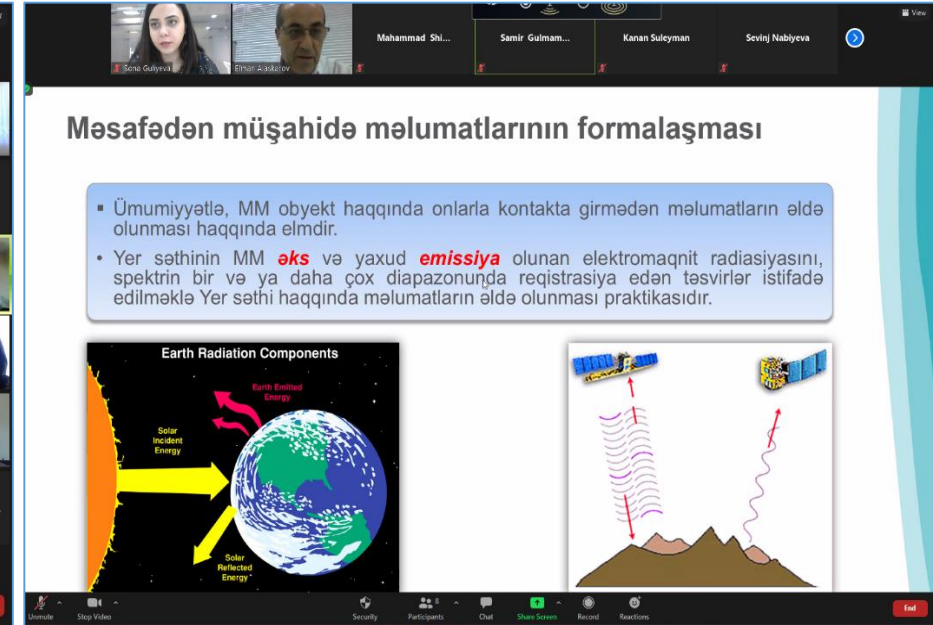 View
Sona Guliyeva
Elman Alaskarov
Mahammad Shi...
Samir Gulmam...
Kanan Suleyman
Sevinj Nabiyeva
Məsafədən müşahidə məlumatlarının formalaşması
▪ Ümumiyyətlə, MM obyekt haqqında onlarla kontakta girmədən məlumatların əldə
olunması haqqında elmdir.
• Yer səthinin MM əks və yaxud emissiya olunan elektromaqnit radiasiyasını,
spektrin bir və ya daha çox diapazonunda reqistrasiya edən təsvirlər istifadə
edilməklə Yer səthi haqqında məlumatların əldə olunması praktikasıdır.
Earth Radiation Components
Earth Emitted
Energy
Solar
Incident
Energy
Solar
Reflected
Energy
Unmute
Stop Video
Security
Participants
8
Chat
Share Screen
Record
Reactions
End